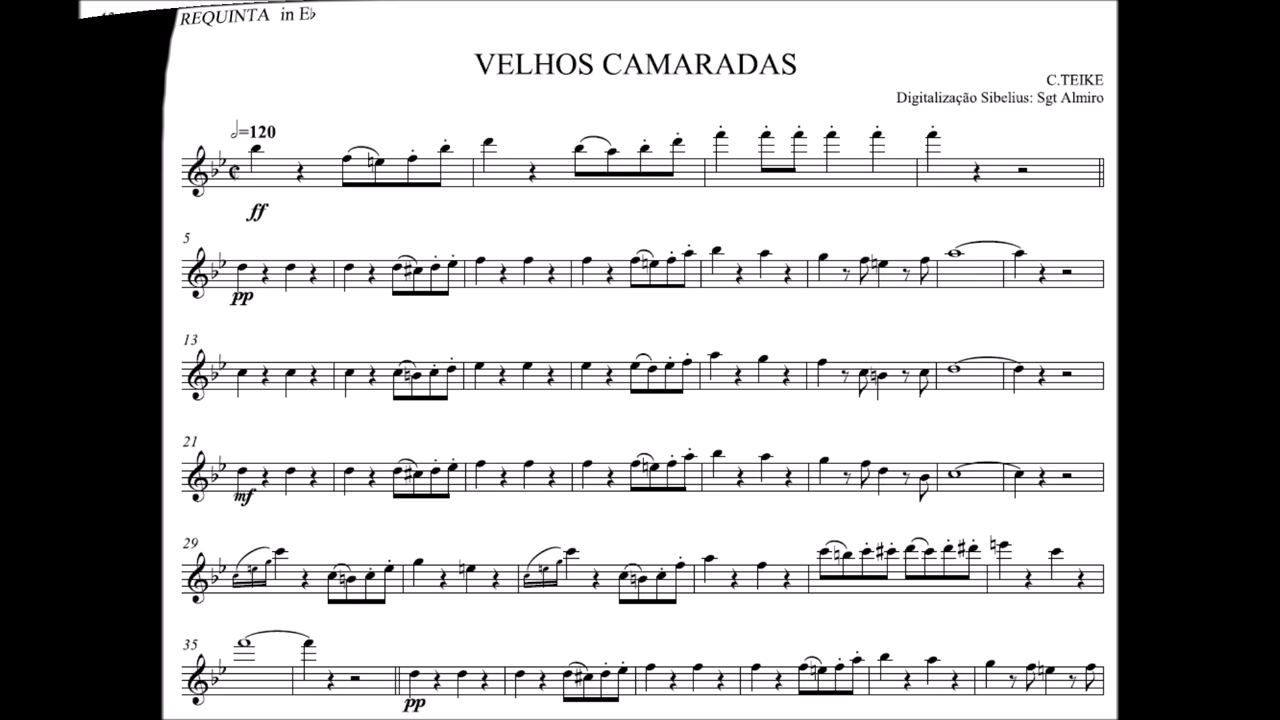 REQUINTA in E♭
VELHOS CAMARADAS
C.TEIKE
Digitalização Sibelius: Sgt Almiro
=120
ff
5
pp
13
21
mf
29
35
pp